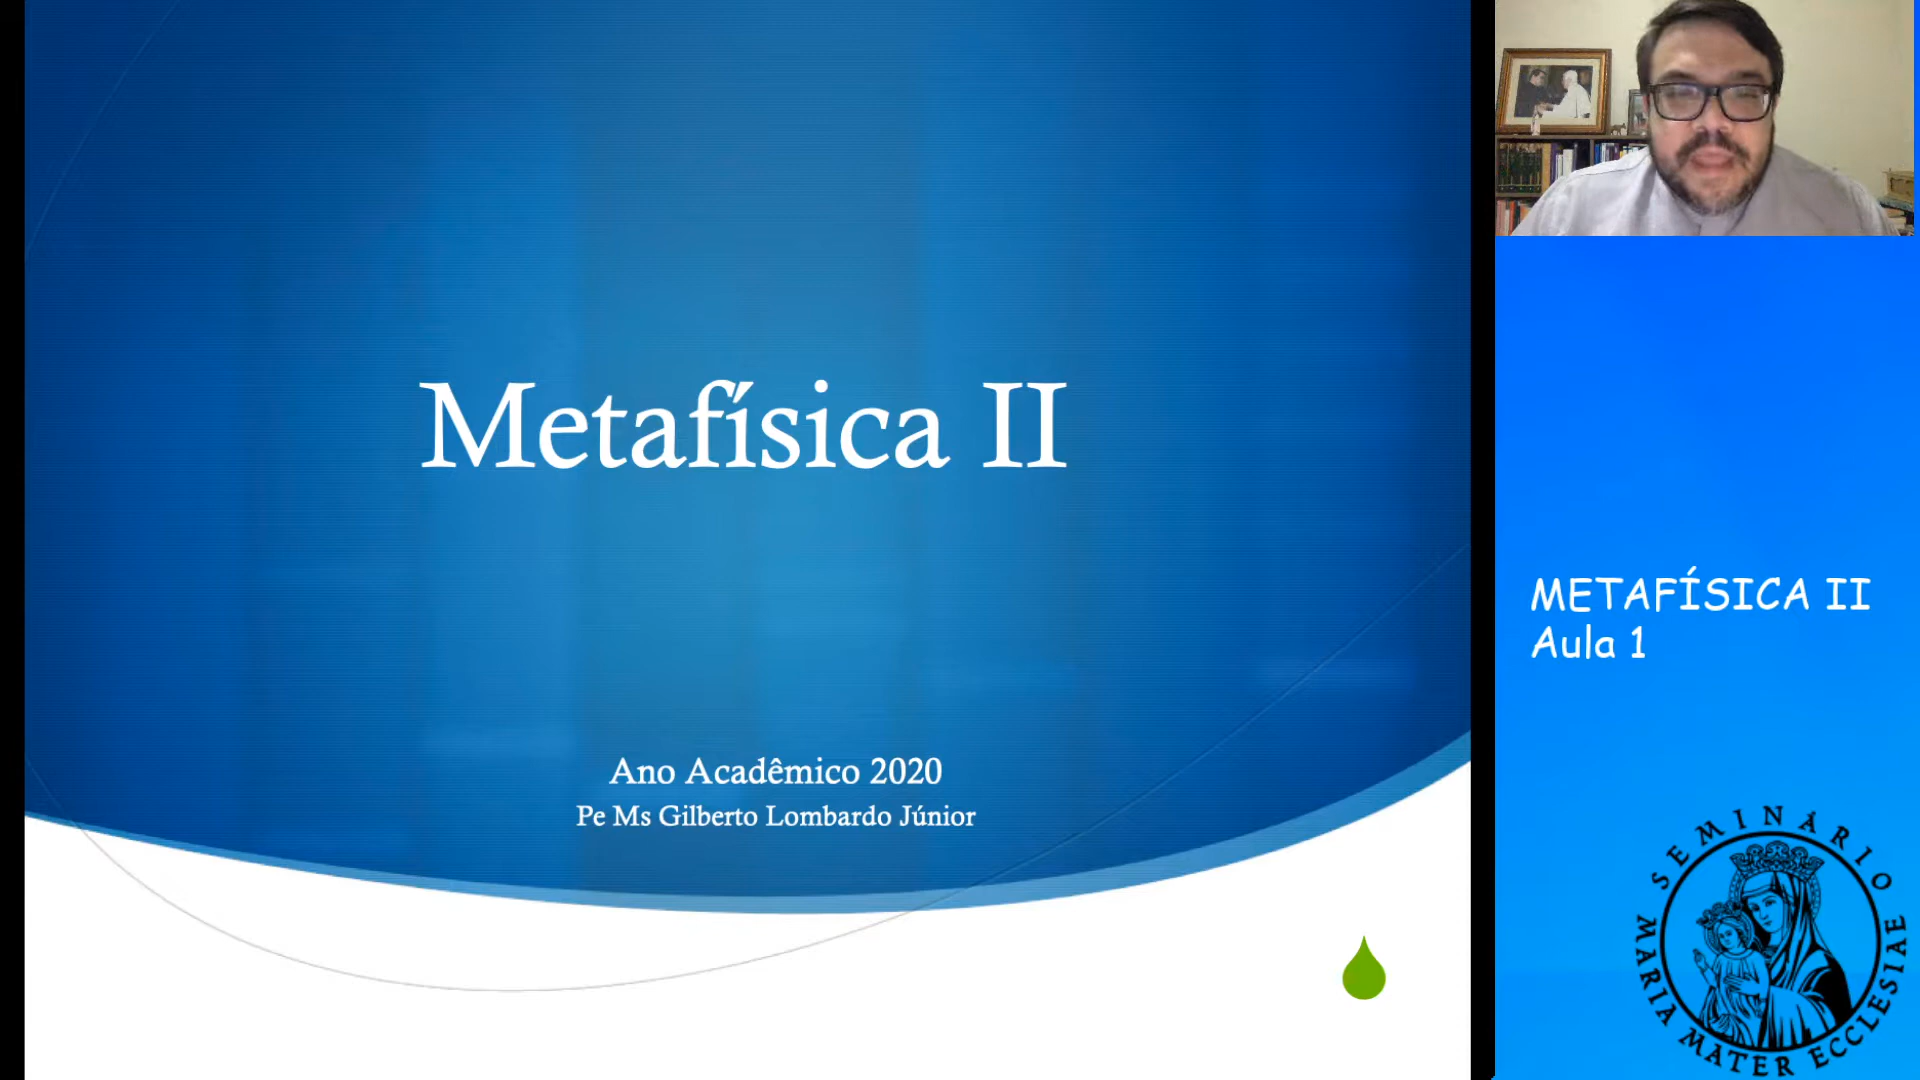 Metafísica II
Ano Acadêmico 2020
Pe Ms Gilberto Lombardo Júnior
METAFÍSICA II
Aula 1
SEMINÁRIO
MARIA MATER ECCLESIAE